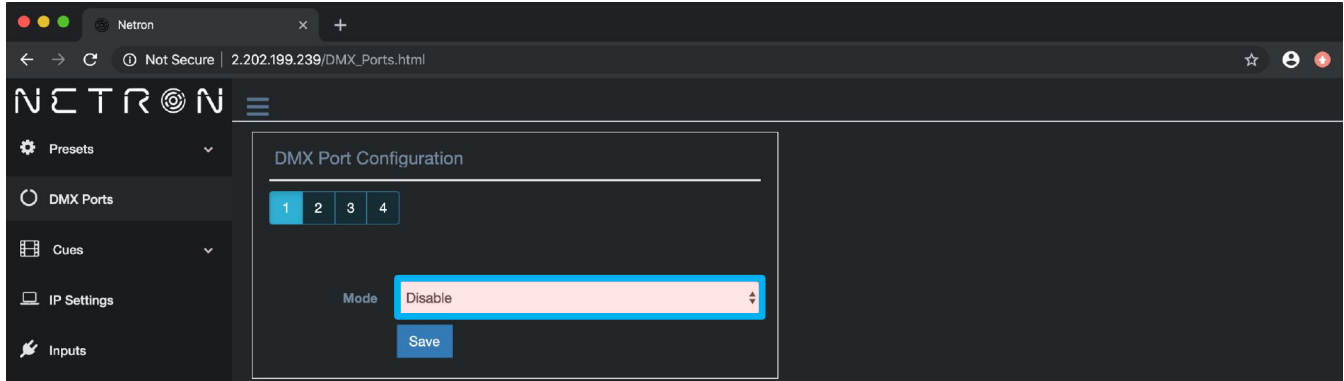 Netron
Not Secure | 2.202.199.239/DMX_Ports.html
NETRON
Presets
DMX Ports
Cues
IP Settings
Inputs
DMX Port Configuration
1 2 3 4
Mode Disable
Save